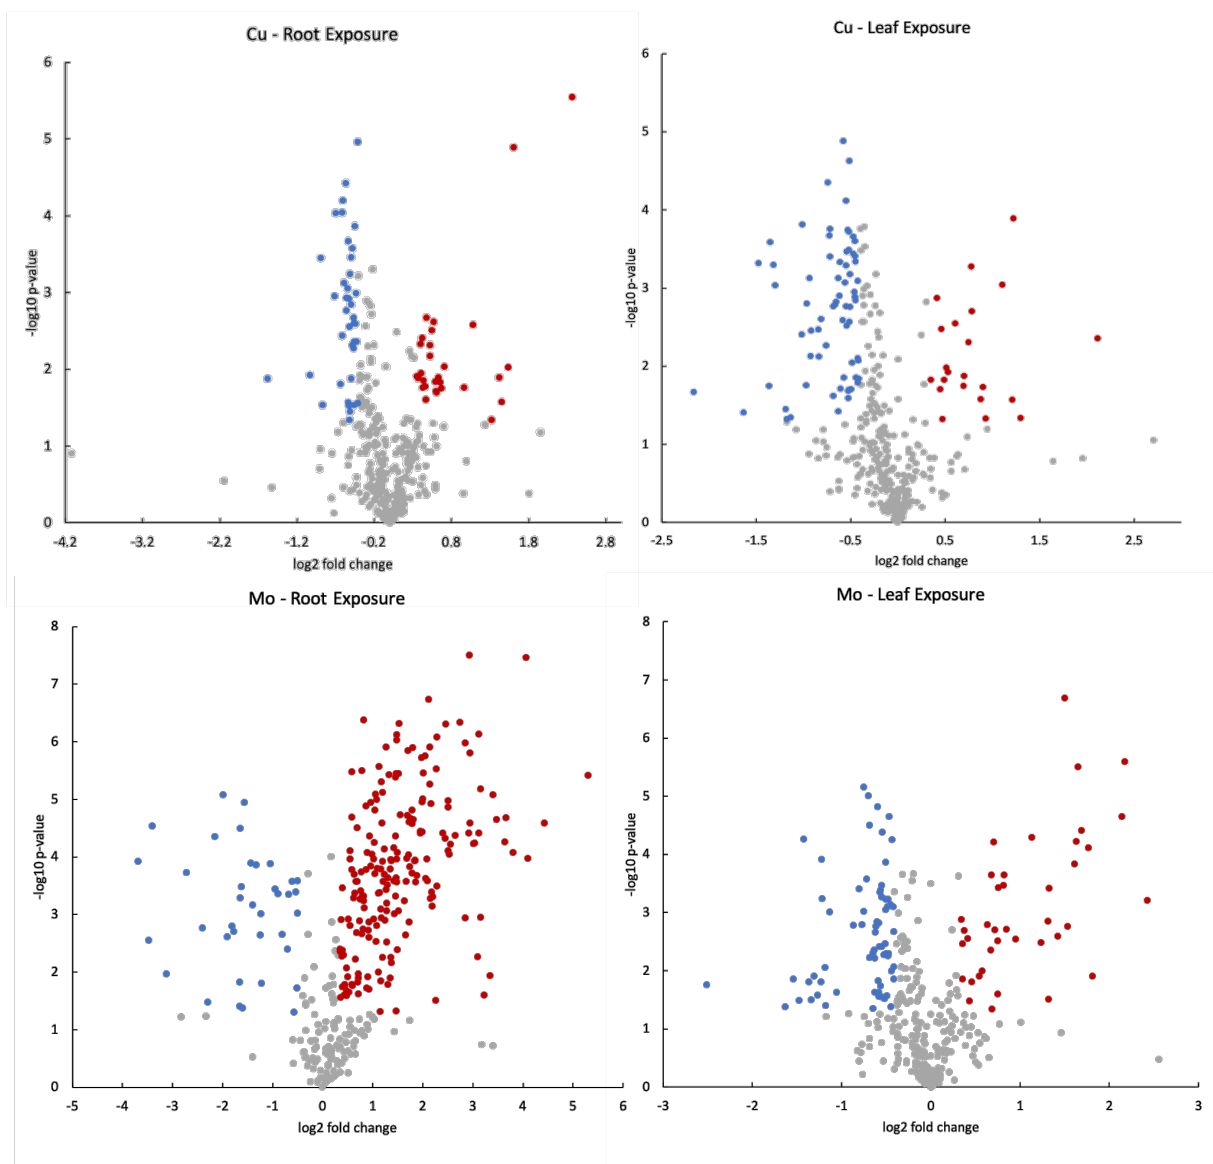 Cu - Root Exposure
6
5
4
3
2
1
0
-log10 p-value
-4.2 -3.2 -2.2 -1.2 -0.2 0.8 1.8 2.8
log2 fold change
Cu - Leaf Exposure
6
5
4
3
2
1
0
-log10 p-value
-2.5 -1.5 -0.5 0.5 1.5 2.5
log2 fold change
Mo - Root Exposure
8
7
6
5
4
3
2
1
0
-log10 p-value
-5 -4 -3 -2 -1 0 1 2 3 4 5 6
log2 fold change
Mo - Leaf Exposure
8
7
6
5
4
3
2
1
0
-log10 p-value
-3 -2 -1 0 1 2 3
log2 fold change